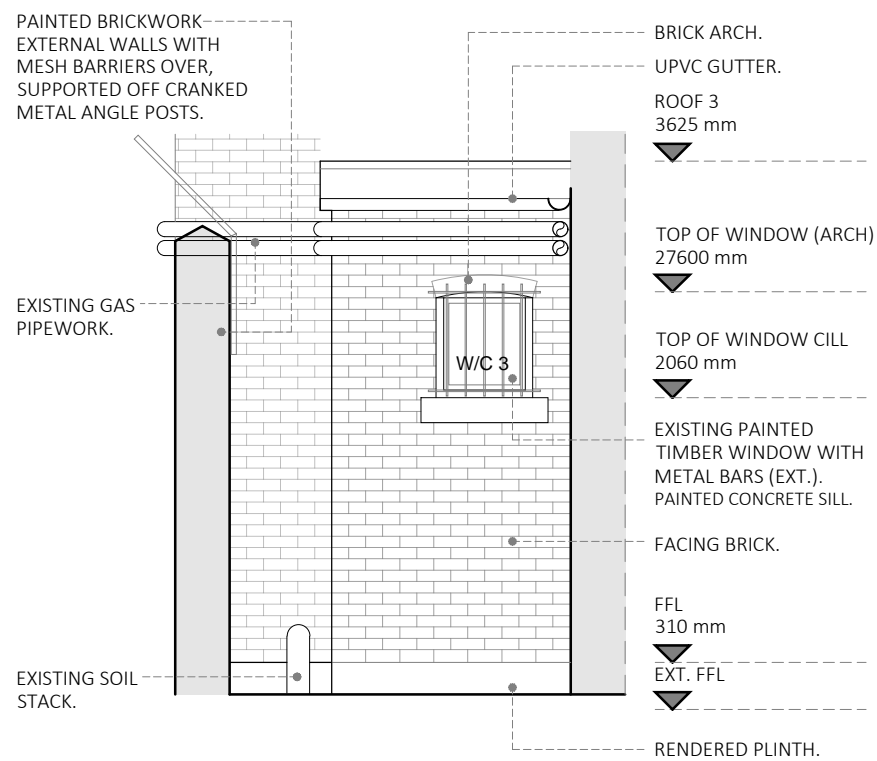 PAINTED BRICKWORK
EXTERNAL WALLS WITH
MESH BARRIERS OVER,
SUPPORTED OFF CRANKED
METAL ANGLE POSTS.
BRICK ARCH.
UPVC GUTTER.
ROOF 3
3625 mm
TOP OF WINDOW (ARCH)
27600 mm
EXISTING GAS
PIPEWORK.
TOP OF WINDOW CILL
2060 mm
W/C 3
EXISTING PAINTED
TIMBER WINDOW WITH
METAL BARS (EXT.).
PAINTED CONCRETE SILL.
FACING BRICK.
FFL
310 mm
EXT. FFL
EXISTING SOIL
STACK.
RENDERED PLINTH.